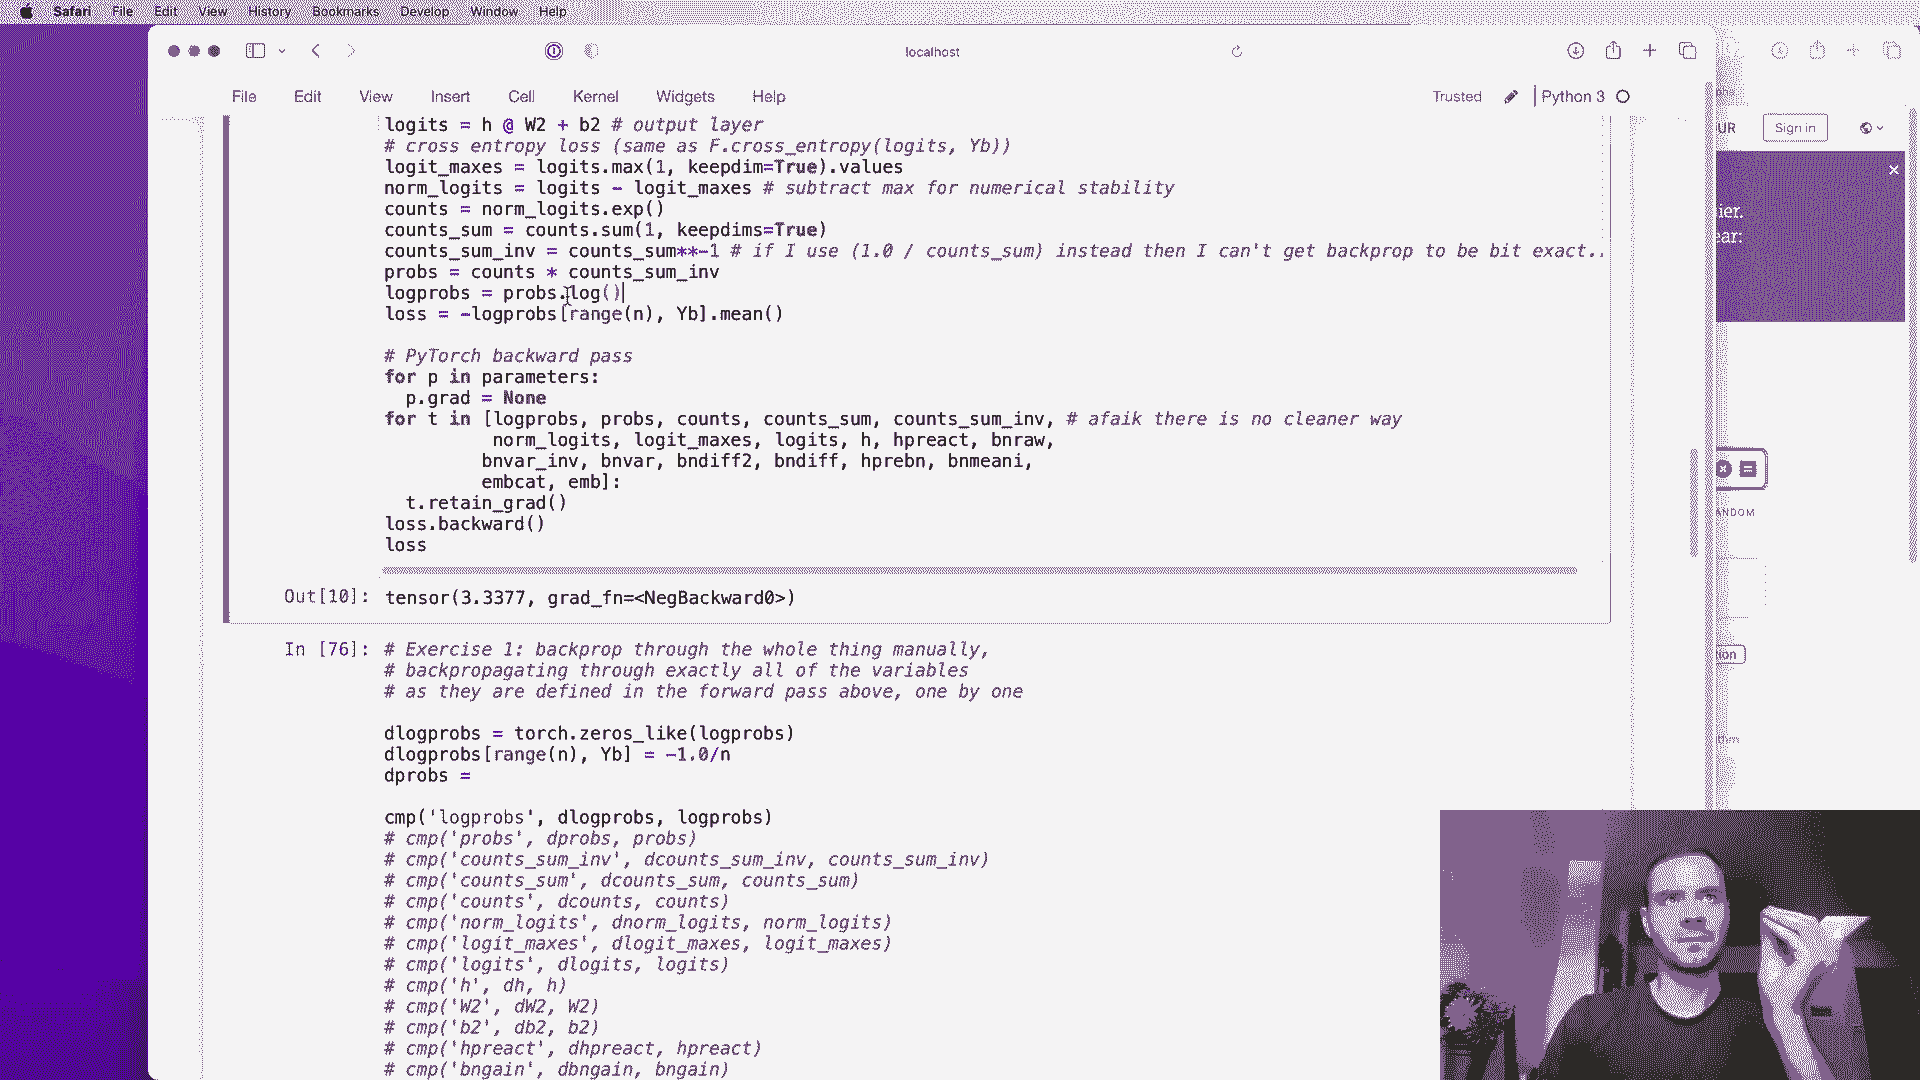 Safari File Edit View History Bookmarks Develop Window Help
localhost
File Edit View Insert Cell Kernel Widgets Help
Trusted Python 3
logits = h @ W2 + b2 # output layer
# cross entropy loss (same as F.cross_entropy(logits, Yb))
logit_maxes = logits.max(1, keepdim=True).values
norm_logits = logits - logit_maxes # subtract max for numerical stability
counts = norm_logits.exp()
counts_sum = counts.sum(1, keepdims=True)
counts_sum_inv = counts_sum**-1 # if I use (1.0 / counts_sum) instead then I can't get backprop to be bit exact..
probs = counts * counts_sum_inv
logprobs = probs.log()
loss = -logprobs[range(n), Yb].mean()
# PyTorch backward pass
for p in parameters:
p.grad = None
for t in [logprobs, probs, counts, counts_sum, counts_sum_inv, # afaik there is no cleaner way
norm_logits, logit_maxes, logits, h, hpreact, bnraw,
bnvar_inv, bnvar, bndiff2, bndiff, hprebn, bnmeani,
embcat, emb]:
t.retain_grad()
loss.backward()
loss
Out[10]: tensor(3.3377, grad_fn=<NegBackward0>)
In [76]: # Exercise 1: backprop through the whole thing manually,
# backpropagating through exactly all of the variables
# as they are defined in the forward pass above, one by one
dlogprobs = torch.zeros_like(logprobs)
dlogprobs[range(n), Yb] = -1.0/n
dprobs =
cmp('logprobs', dlogprobs, logprobs)
# cmp('probs', dprobs, probs)
# cmp('counts_sum_inv', dcounts_sum_inv, counts_sum_inv)
# cmp('counts_sum', dcounts_sum, counts_sum)
# cmp('counts', dcounts, counts)
# cmp('norm_logits', dnorm_logits, norm_logits)
# cmp('logit_maxes', dlogit_maxes, logit_maxes)
# cmp('logits', dlogits, logits)
# cmp('h', dh, h)
# cmp('W2', dW2, W2)
# cmp('b2', db2, b2)
# cmp('hpreact', dhpreact, hpreact)
# cmp('bngain', dbngain, bngain)
UR Sign in
ier.
ear:
ANDOM
tion